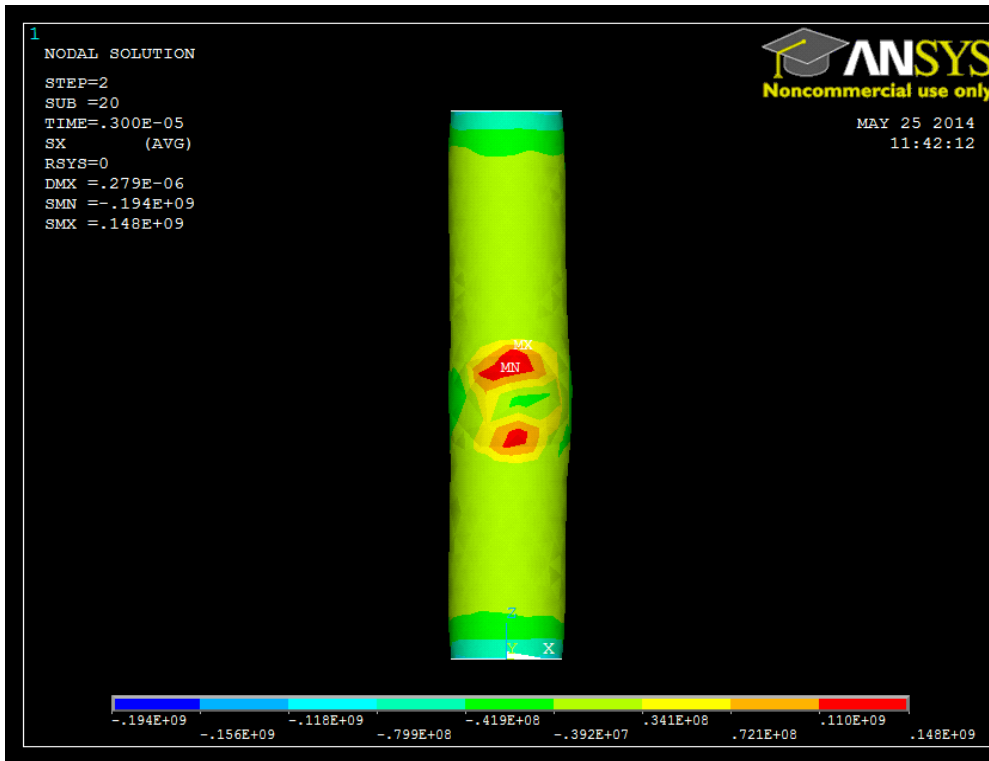 1
NODAL SOLUTION
STEP=2
SUB =20
TIME=.300E-05
SX (AVG)
RSYS=0
DMX =.279E-06
SMN =-.194E+09
SMX =.148E+09
ANSYS
Noncommercial use only
MAY 25 2014
11:42:12
MX
MN
Z
Y X
-.194E+09 -.118E+09 -.419E+08 .341E+08 .110E+09
-.156E+09 -.799E+08 -.392E+07 .721E+08 .148E+09